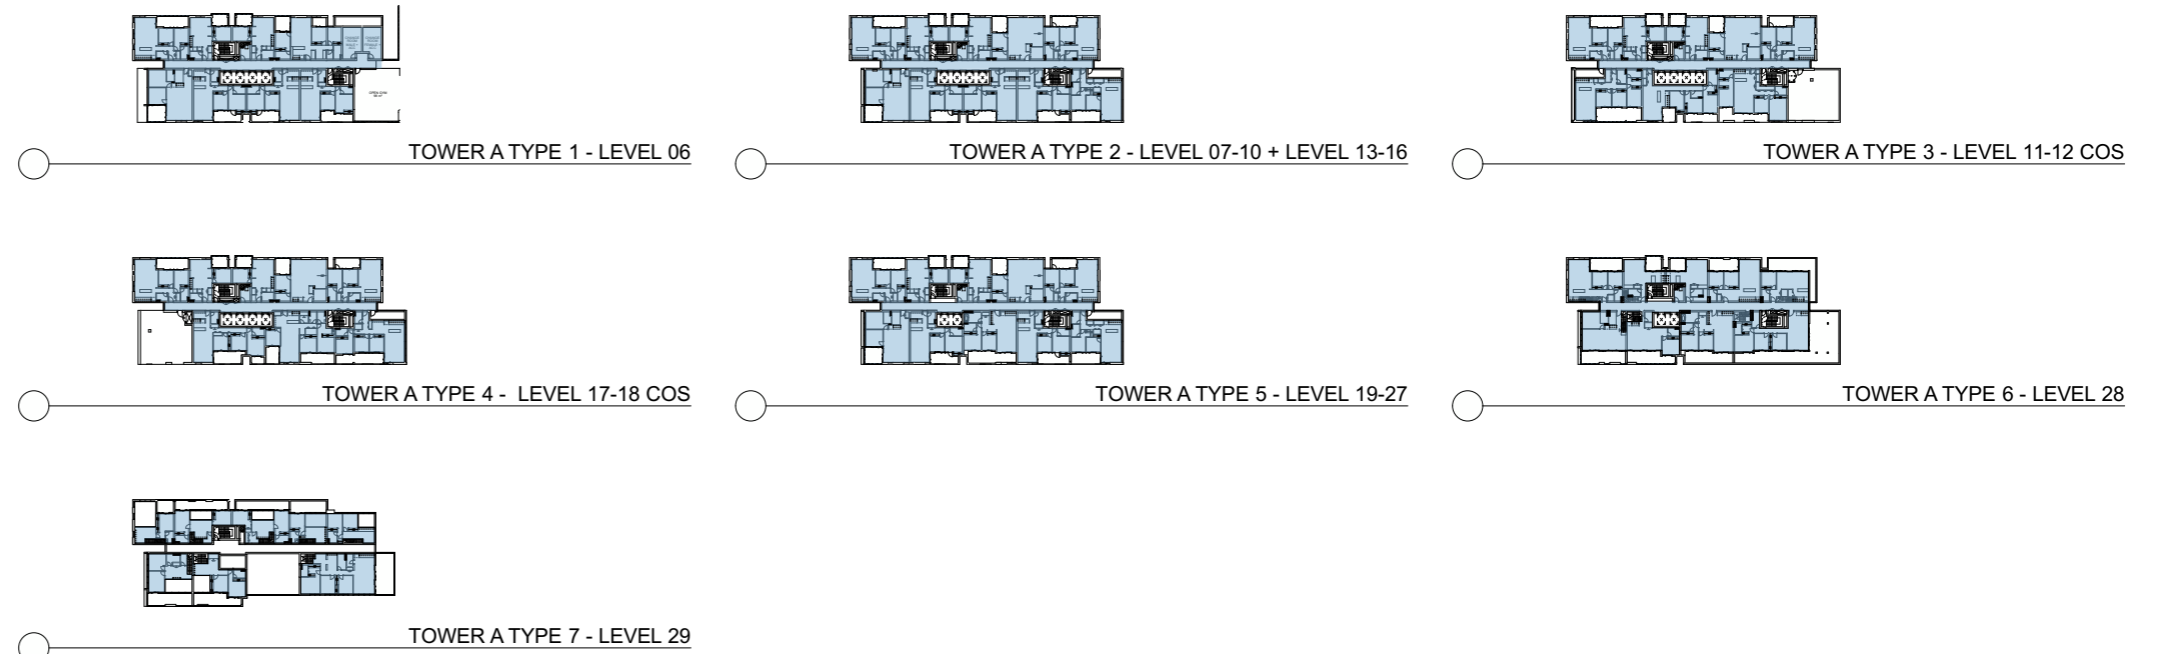 OPEN GYM
TOWER A TYPE 1 - LEVEL 06
TOWER A TYPE 2 - LEVEL 07-10 + LEVEL 13-16
TOWER A TYPE 3 - LEVEL 11-12 COS
TOWER A TYPE 4 - LEVEL 17-18 COS
TOWER A TYPE 5 - LEVEL 19-27
TOWER A TYPE 6 - LEVEL 28
TOWER A TYPE 7 - LEVEL 29